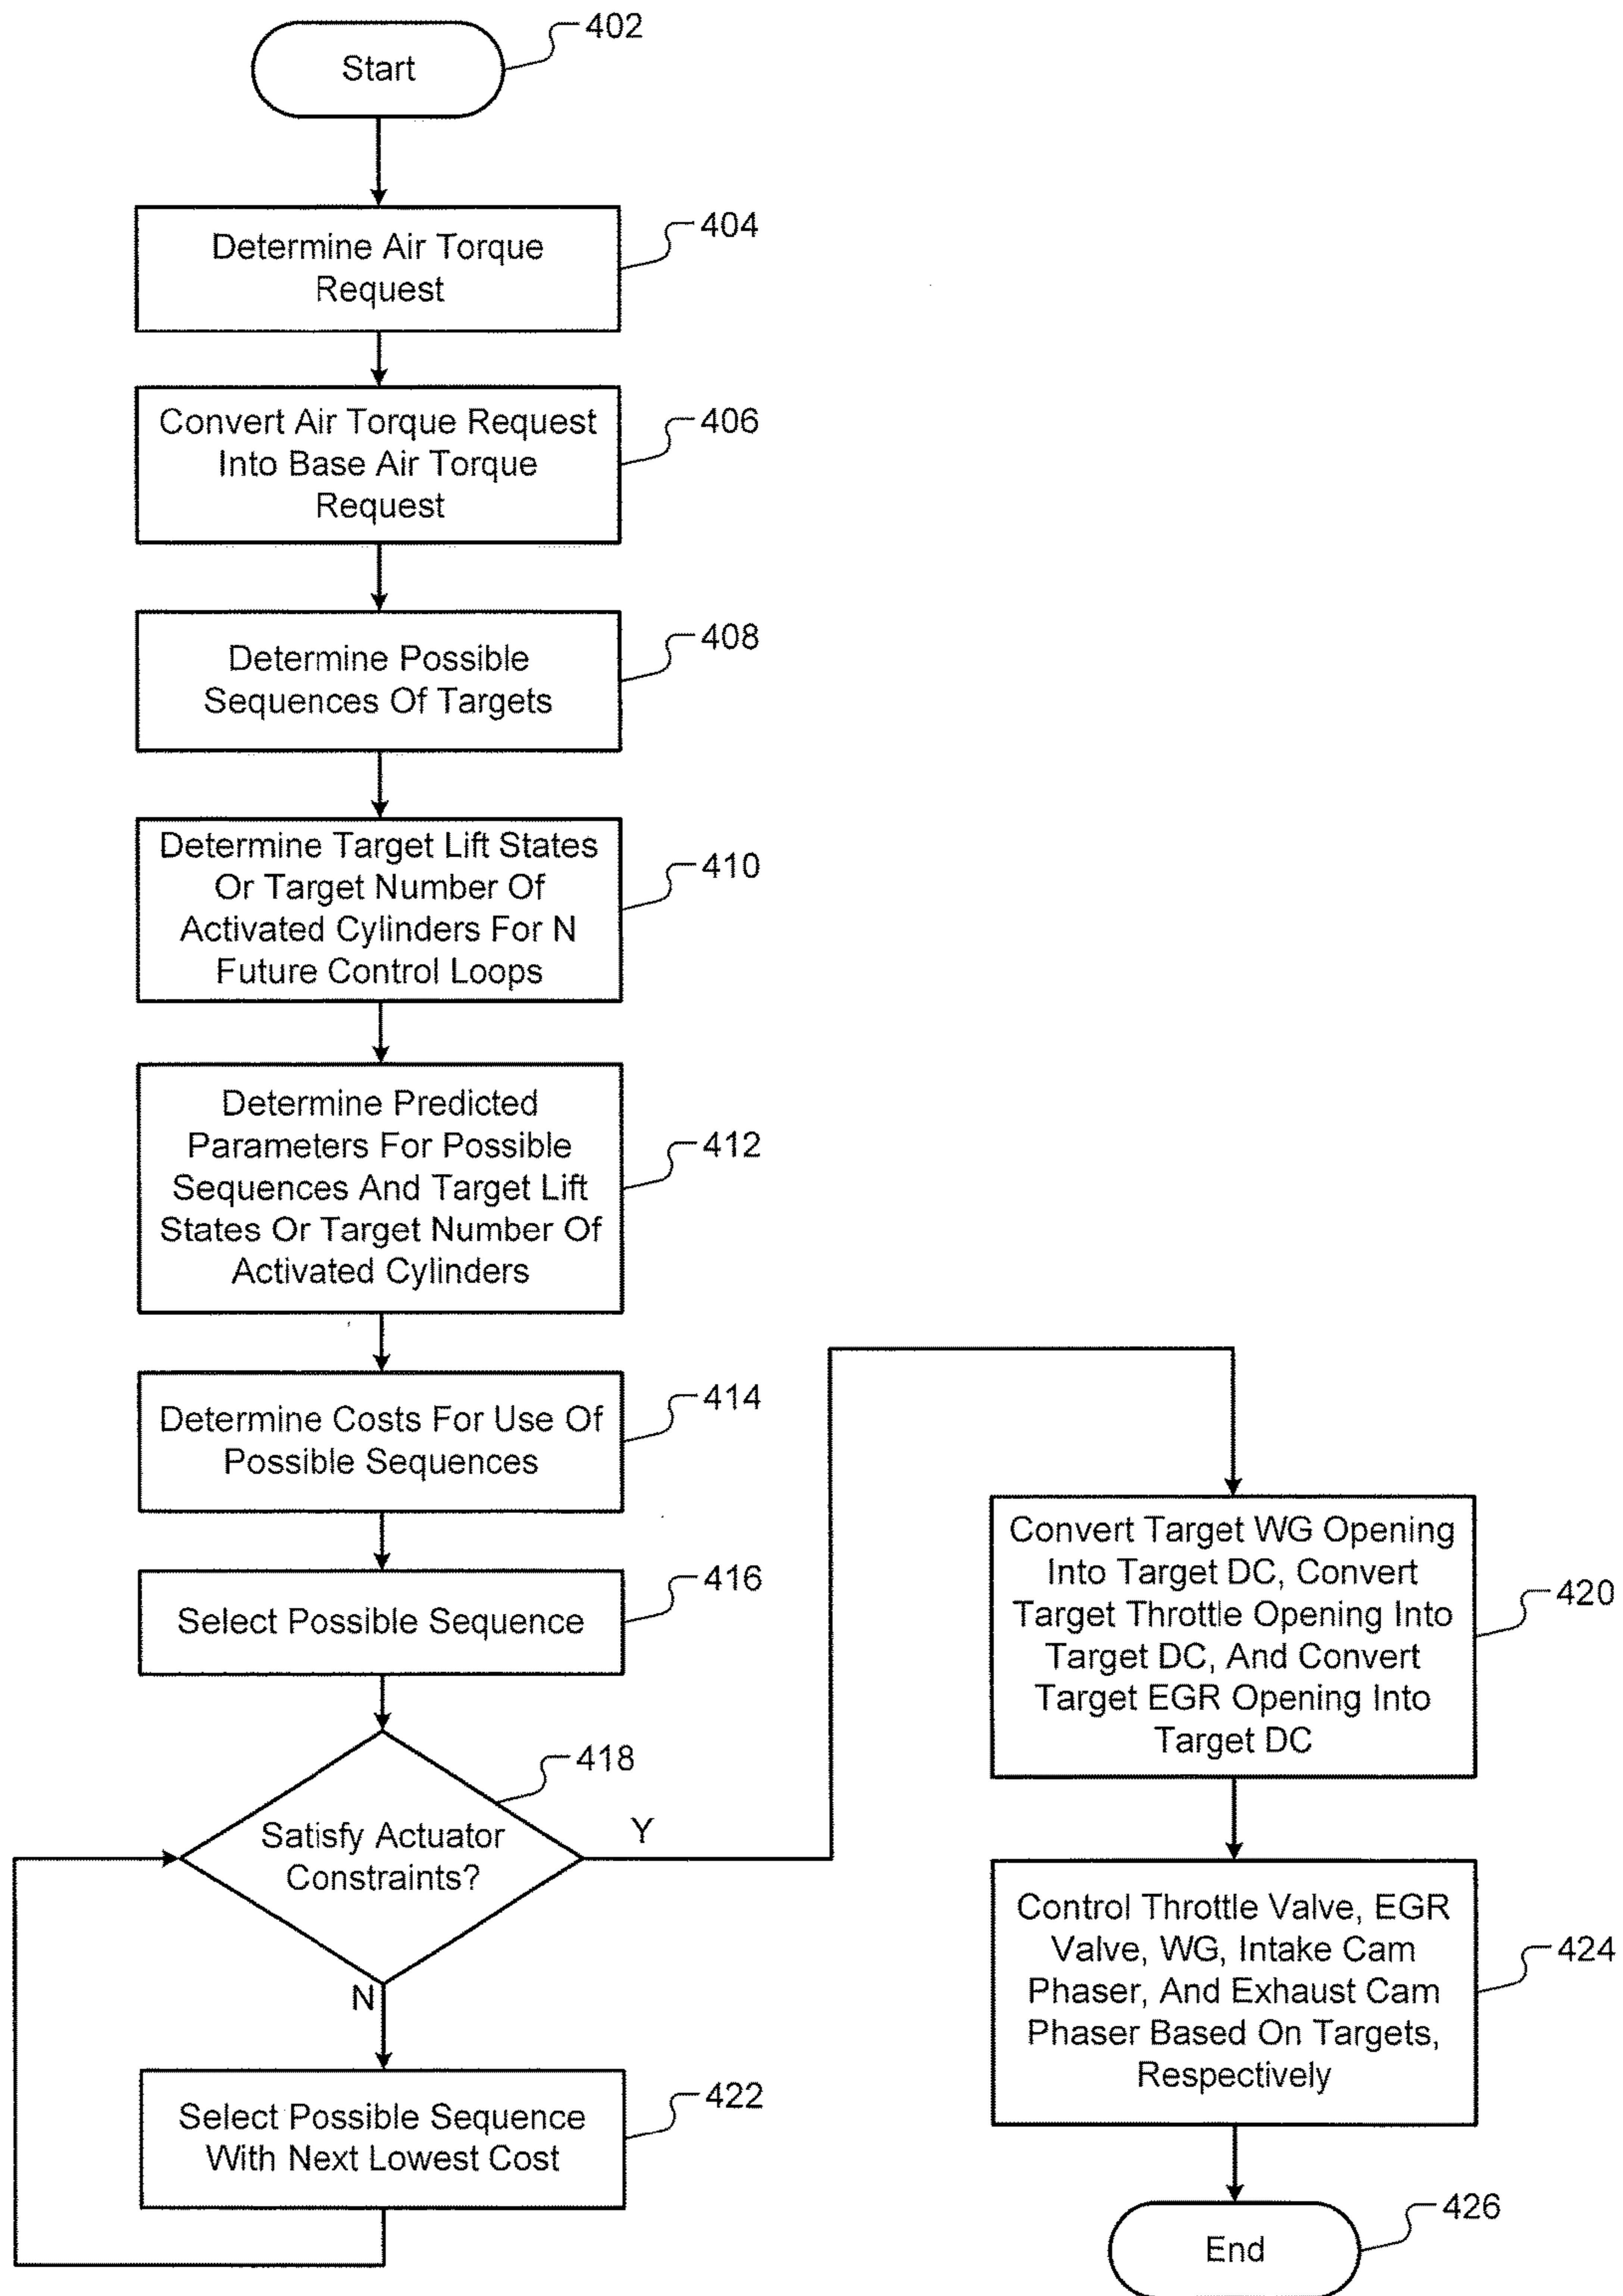 402
Start
404
Determine Air Torque
Request
406
Convert Air Torque Request
Into Base Air Torque
Request
408
Determine Possible
Sequences Of Targets
410
Determine Target Lift States
Or Target Number Of
Activated Cylinders For N
Future Control Loops
412
Determine Predicted
Parameters For Possible
Sequences And Target Lift
States Or Target Number Of
Activated Cylinders
414
Determine Costs For Use Of
Possible Sequences
416
Select Possible Sequence
418
Satisfy Actuator
Constraints?
Y
N
422
Select Possible Sequence
With Next Lowest Cost
420
Convert Target WG Opening
Into Target DC, Convert
Target Throttle Opening Into
Target DC, And Convert
Target EGR Opening Into
Target DC
424
Control Throttle Valve, EGR
Valve, WG, Intake Cam
Phaser, And Exhaust Cam
Phaser Based On Targets,
Respectively
426
End